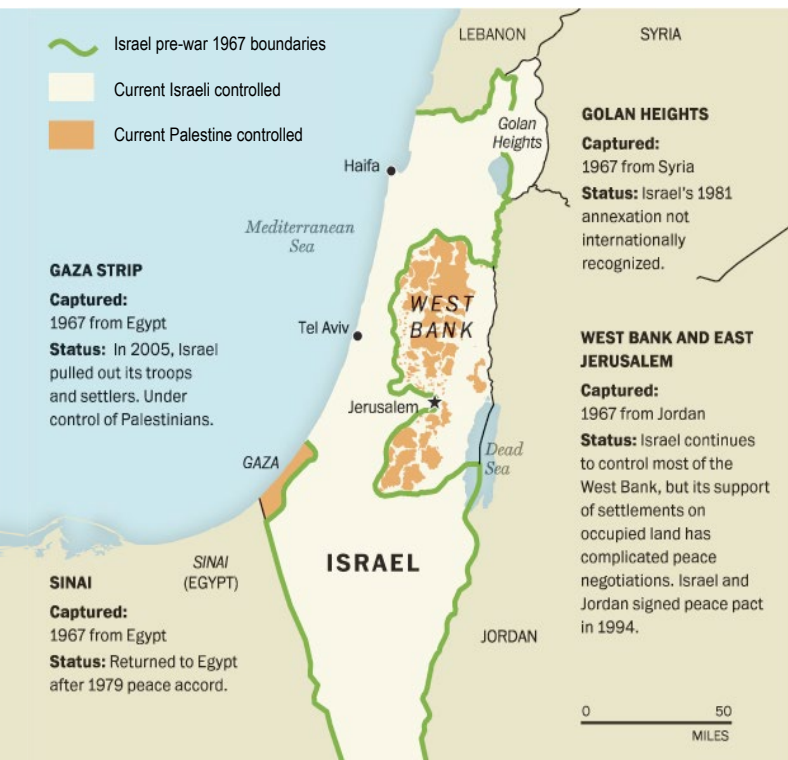 Israel pre-war 1967 boundaries
Current Israeli controlled
Current Palestine controlled
LEBANON
SYRIA
Golan
Heights
Haifa
Mediterranean
Sea
GOLAN HEIGHTS
Captured:
1967 from Syria
Status: Israel's 1981
annexation not
internationally
recognized.
GAZA STRIP
Captured:
1967 from Egypt
Status: In 2005, Israel
pulled out its troops
and settlers. Under
control of Palestinians.
WEST
BANK
Tel Aviv
Jerusalem
Dead
Sea
GAZA
WEST BANK AND EAST
JERUSALEM
Captured:
1967 from Jordan
Status: Israel continues
to control most of the
West Bank, but its support
of settlements on
occupied land has
complicated peace
negotiations. Israel and
Jordan signed peace pact
in 1994.
SINAI
(EGYPT)
ISRAEL
JORDAN
SINAI
Captured:
1967 from Egypt
Status: Returned to Egypt
after 1979 peace accord.
0 50
MILES